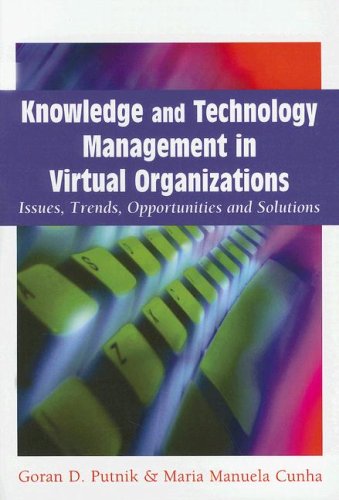 Knowledge and Technology
Management in
Virtual Organizations
Issues, Trends, Opportunities and Solutions
Goran D. Putnik & Maria Manuela Cunha